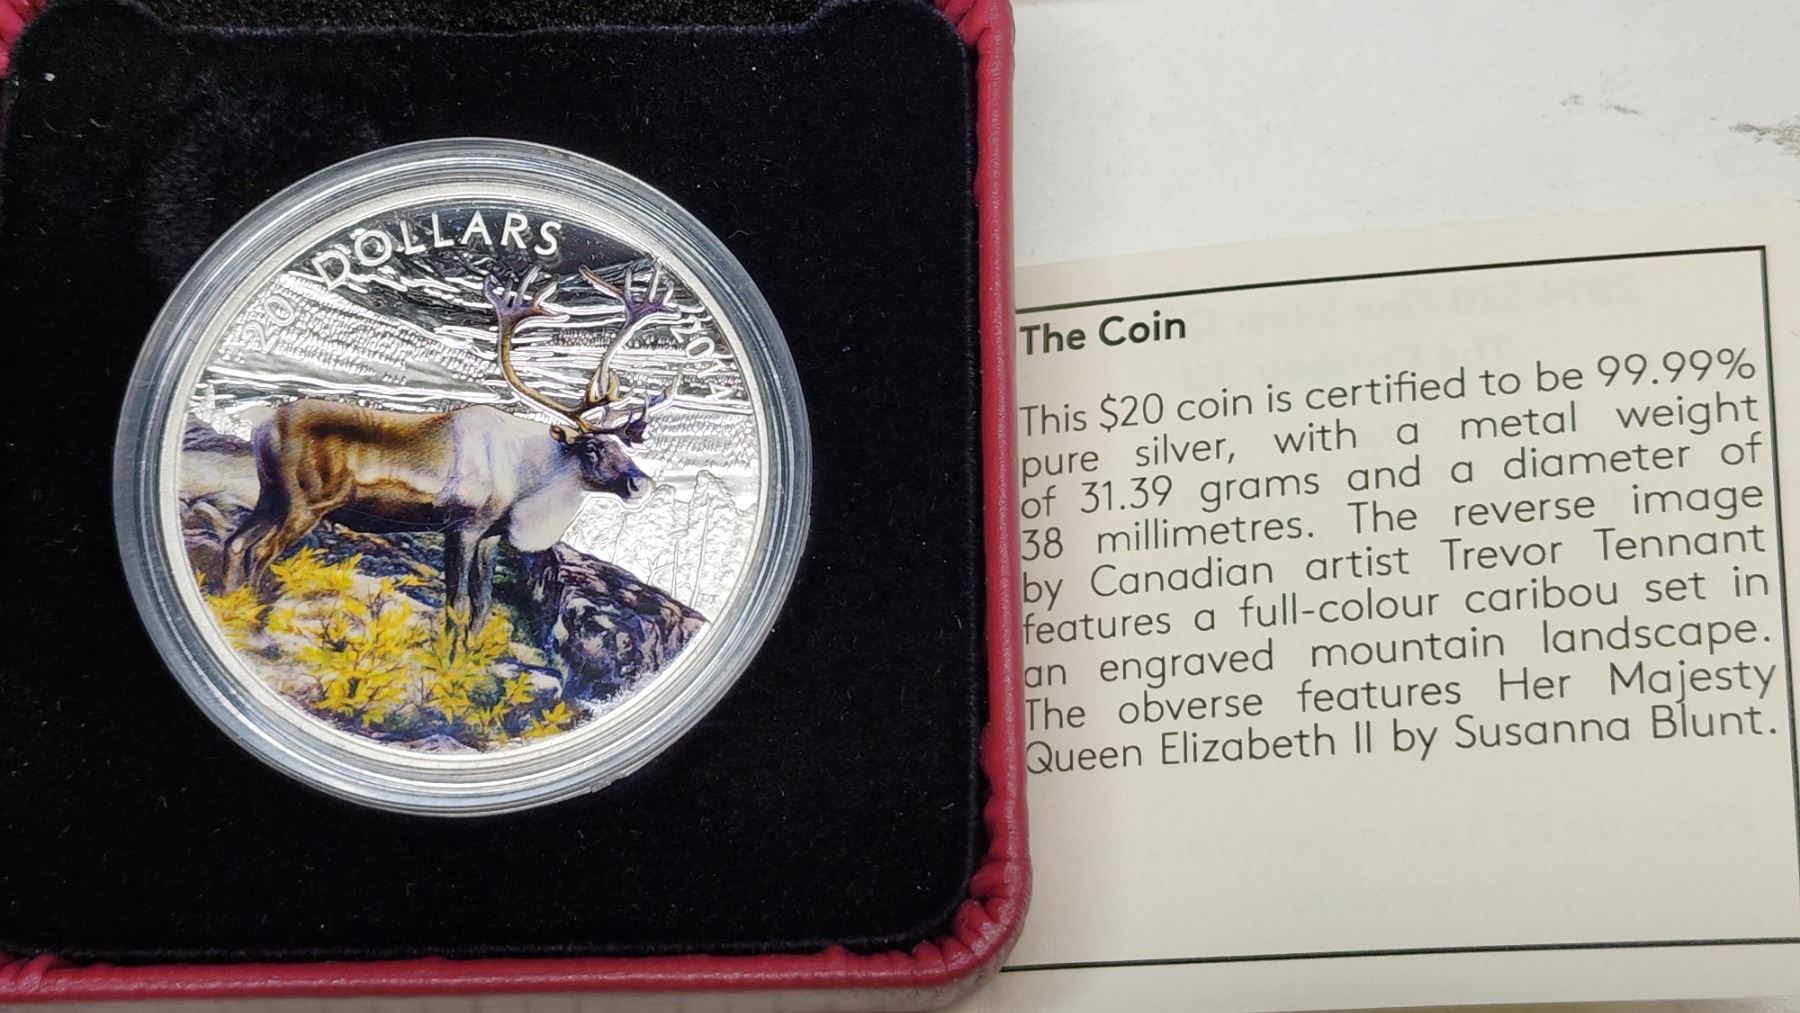 20 DOLLARS 2014
The Coin
This $20 coin is certified to be 99.99%
pure silver, with a metal weight
of 31.39 grams and a diameter of
38 millimetres. The reverse image
by Canadian artist Trevor Tennant
features a full-colour caribou set in
an engraved mountain landscape.
The obverse features Her Majesty
Queen Elizabeth II by Susanna Blunt.